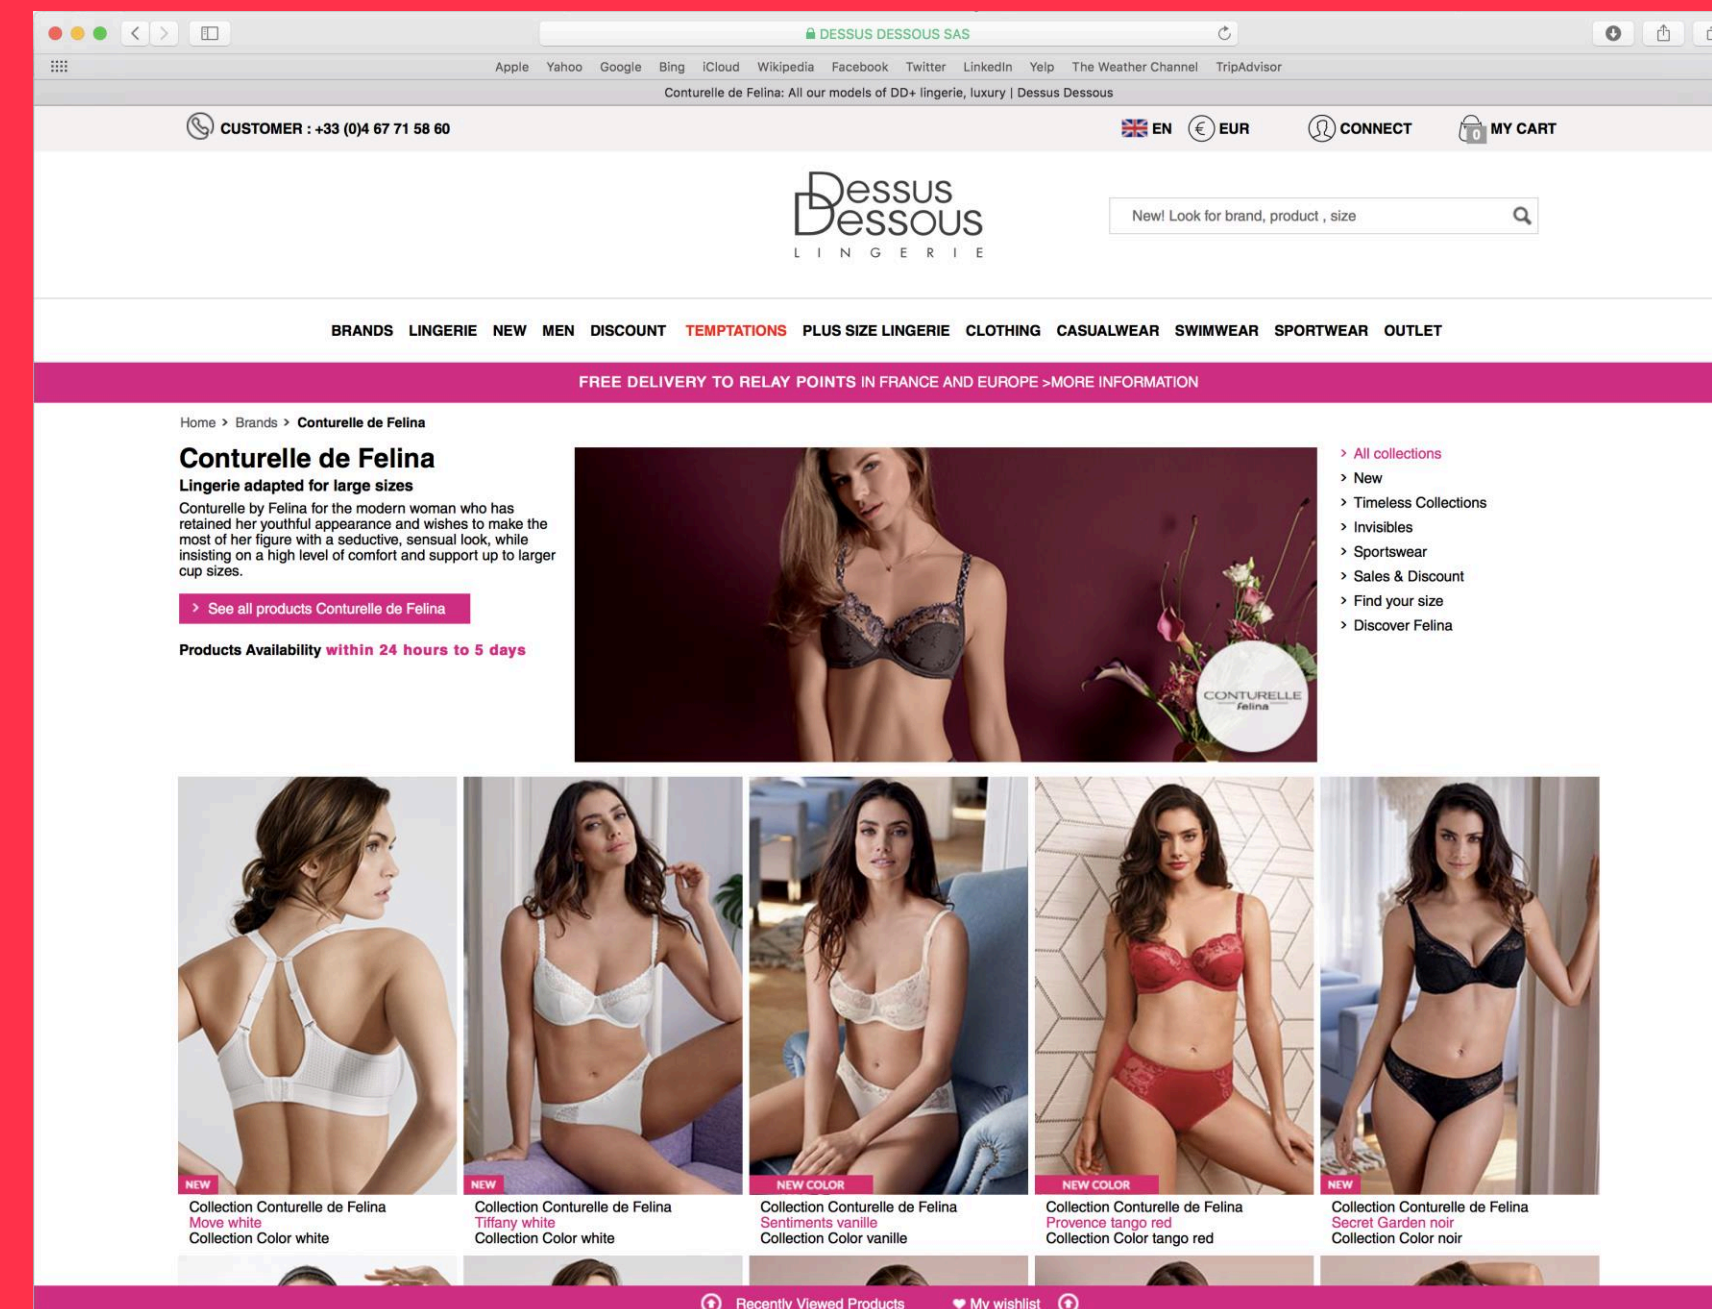 DESSUS DESSOUS SAS
Apple Yahoo Google Bing iCloud Wikipedia Facebook Twitter LinkedIn Yelp The Weather Channel TripAdvisor
Conturelle de Felina: All our models of DD+ lingerie, luxury | Dessus Dessous
CUSTOMER : +33 (0)4 67 71 58 60
EN € EUR CONNECT 0 MY CART
Dessus
Dessous
LINGERIE
New! Look for brand, product , size
BRANDS LINGERIE NEW MEN DISCOUNT TEMPTATIONS PLUS SIZE LINGERIE CLOTHING CASUALWEAR SWIMWEAR SPORTWEAR OUTLET
FREE DELIVERY TO RELAY POINTS IN FRANCE AND EUROPE >MORE INFORMATION
Home > Brands > Conturelle de Felina
Conturelle de Felina
Lingerie adapted for large sizes
Conturelle by Felina for the modern woman who has
retained her youthful appearance and wishes to make the
most of her figure with a seductive, sensual look, while
insisting on a high level of comfort and support up to larger
cup sizes.
> See all products Conturelle de Felina
Products Availability within 24 hours to 5 days
CONTURELLE
felina
> All collections
> New
> Timeless Collections
> Invisibles
> Sportswear
> Sales & Discount
> Find your size
> Discover Felina
NEW
Collection Conturelle de Felina
Move white
Collection Color white
NEW
Collection Conturelle de Felina
Tiffany white
Collection Color white
NEW COLOR
Collection Conturelle de Felina
Sentiments vanille
Collection Color vanille
NEW COLOR
Collection Conturelle de Felina
Provence tango red
Collection Color tango red
NEW
Collection Conturelle de Felina
Secret Garden noir
Collection Color noir
Recently Viewed Products ♥ My wishlist